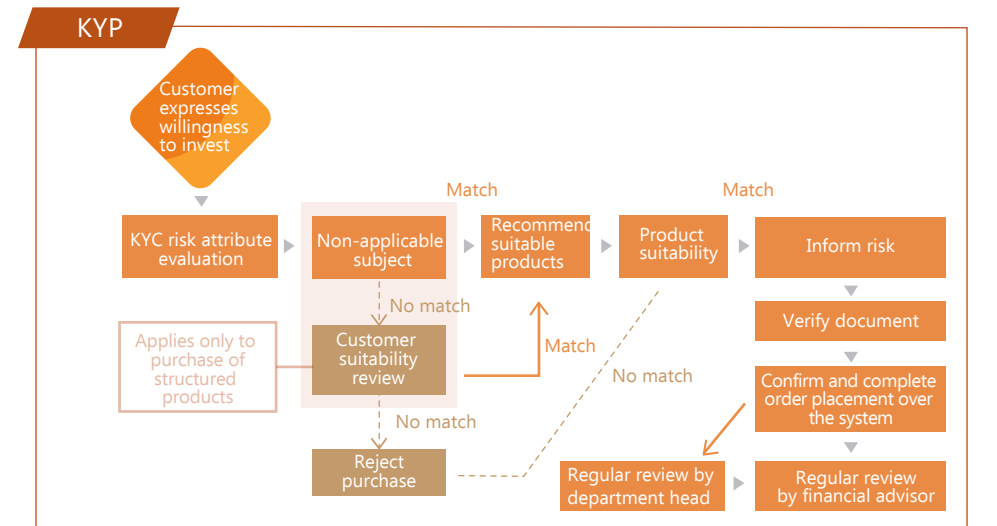 KYP
Customer
expresses
willingness
to invest
Match
Match
KYC risk attribute
evaluation
Non-applicable
subject
Recommend
suitable
products
Product
suitability
Inform risk
No match
Verify document
Applies only to
purchase of
structured
products
Customer
suitability
review
Match
No match
Confirm and complete
order placement over
the system
No match
Reject
purchase
Regular review by
department head
Regular review
by financial advisor